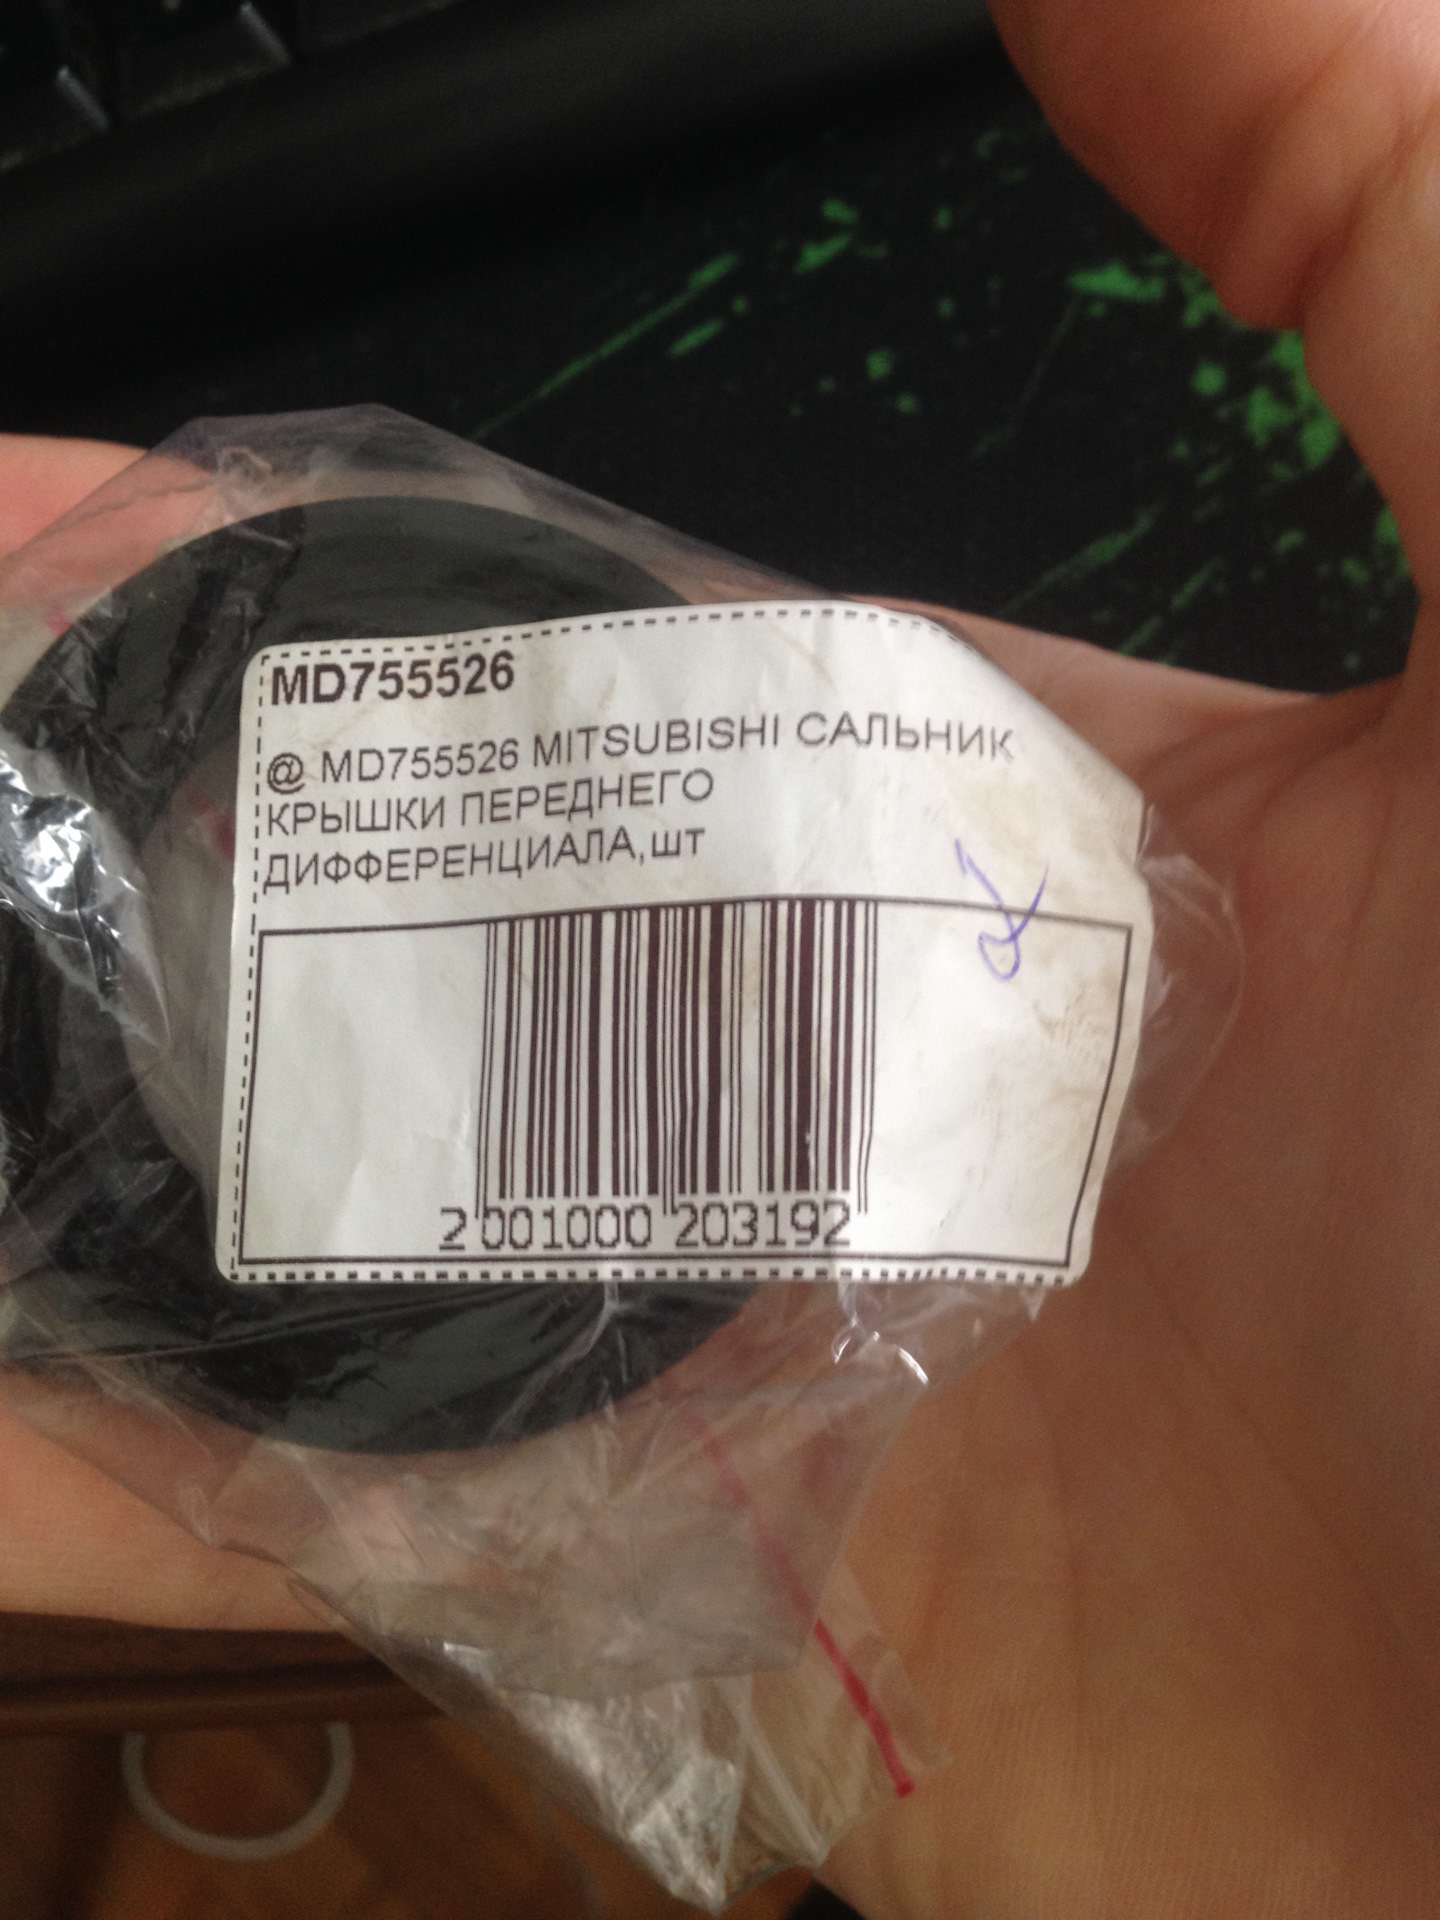 MD755526
@ MD755526 MITSUBISHI САЛЬНИК
КРЫШКИ ПЕРЕДНЕГО
ДИФФЕРЕНЦИАЛА,шт
2 001000 203192